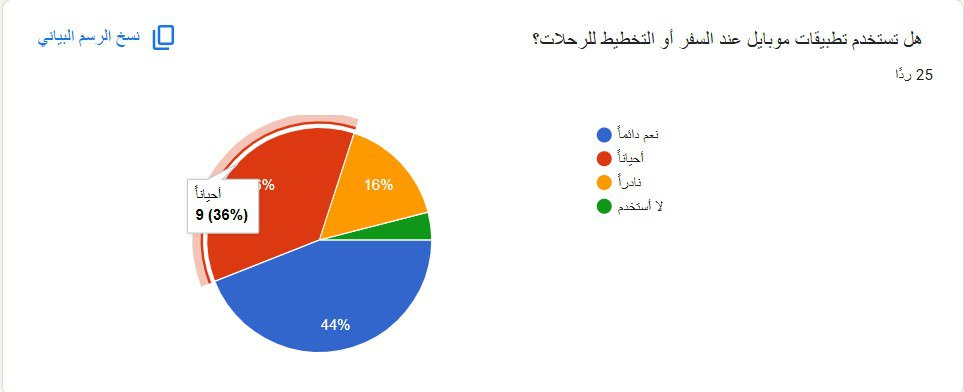 نسخ الرسم البياني
هل تستخدم تطبيقات موبايل عند السفر أو التخطيط للرحلات؟
25 ردًا
نعم دائماً
أحياناً
نادراً
لا أستخدم
16%
أحياناً
9 (36%)
44%